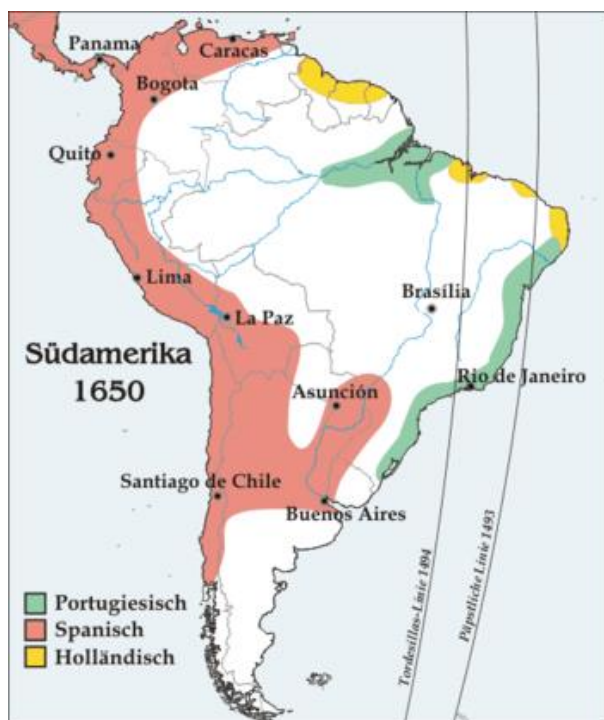 Panama
Caracas
Bogota
Quito
Lima
La Paz
Brasília
Südamerika
1650
Asunción
Rio de Janeiro
Santiago de Chile
Buenos Aires
Tordesillas-Linie 1494
Päpstliche Linie 1493
Portugiesisch
Spanisch
Holländisch